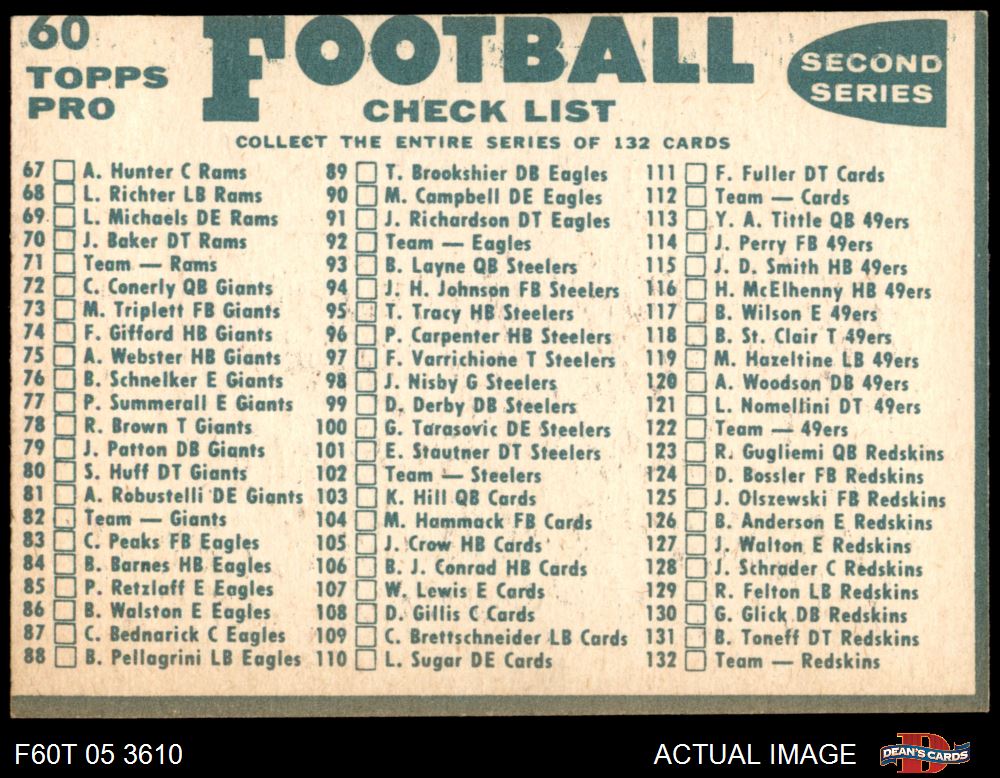 60
TOPPS
PRO
FOOTBALL
CHECK LIST
SECOND
SERIES
COLLECT THE ENTIRE SERIES OF 132 CARDS
67 A. Hunter C Rams
68 L. Richter LB Rams
69 L. Michaels DE Rams
70 J. Baker DT Rams
71 Team — Rams
72 C. Conerly QB Giants
73 M. Triplett FB Giants
74 F. Gifford HB Giants
75 A. Webster HB Giants
76 B. Schnelker E Giants
77 P. Summerall E Giants
78 R. Brown T Giants
79 J. Patton DB Giants
80 S. Huff DT Giants
81 A. Robustelli DE Giants
82 Team — Giants
83 C. Peaks FB Eagles
84 B. Barnes HB Eagles
85 P. Retzlaff E Eagles
86 B. Walston E Eagles
87 C. Bednarick C Eagles
88 B. Pellagrini LB Eagles
89 T. Brookshier DB Eagles
90 M. Campbell DE Eagles
91 J. Richardson DT Eagles
92 Team — Eagles
93 B. Layne QB Steelers
94 J. H. Johnson FB Steelers
95 T. Tracy HB Steelers
96 P. Carpenter HB Steelers
97 F. Varrichione T Steelers
98 J. Nisby G Steelers
99 D. Derby DB Steelers
100 G. Tarasovic DE Steelers
101 E. Stautner DT Steelers
102 Team — Steelers
103 K. Hill QB Cards
104 M. Hammack FB Cards
105 J. Crow HB Cards
106 B. J. Conrad HB Cards
107 W. Lewis E Cards
108 D. Gillis C Cards
109 C. Brettschneider LB Cards
110 L. Sugar DE Cards
111 F. Fuller DT Cards
112 Team — Cards
113 Y. A. Tittle QB 49ers
114 J. Perry FB 49ers
115 J. D. Smith HB 49ers
116 H. McElhenny HB 49ers
117 B. Wilson E 49ers
118 B. St. Clair T 49ers
119 M. Hazeltine LB 49ers
120 A. Woodson DB 49ers
121 L. Nomellini DT 49ers
122 Team — 49ers
123 R. Gugliemi QB Redskins
124 D. Bossler FB Redskins
125 J. Olszewski FB Redskins
126 B. Anderson E Redskins
127 J. Walton E Redskins
128 J. Schrader C Redskins
129 R. Felton LB Redskins
130 G. Glick DB Redskins
131 B. Toneff DT Redskins
132 Team — Redskins
F60T 05 3610
ACTUAL IMAGE
D
DEAN'S CARDS